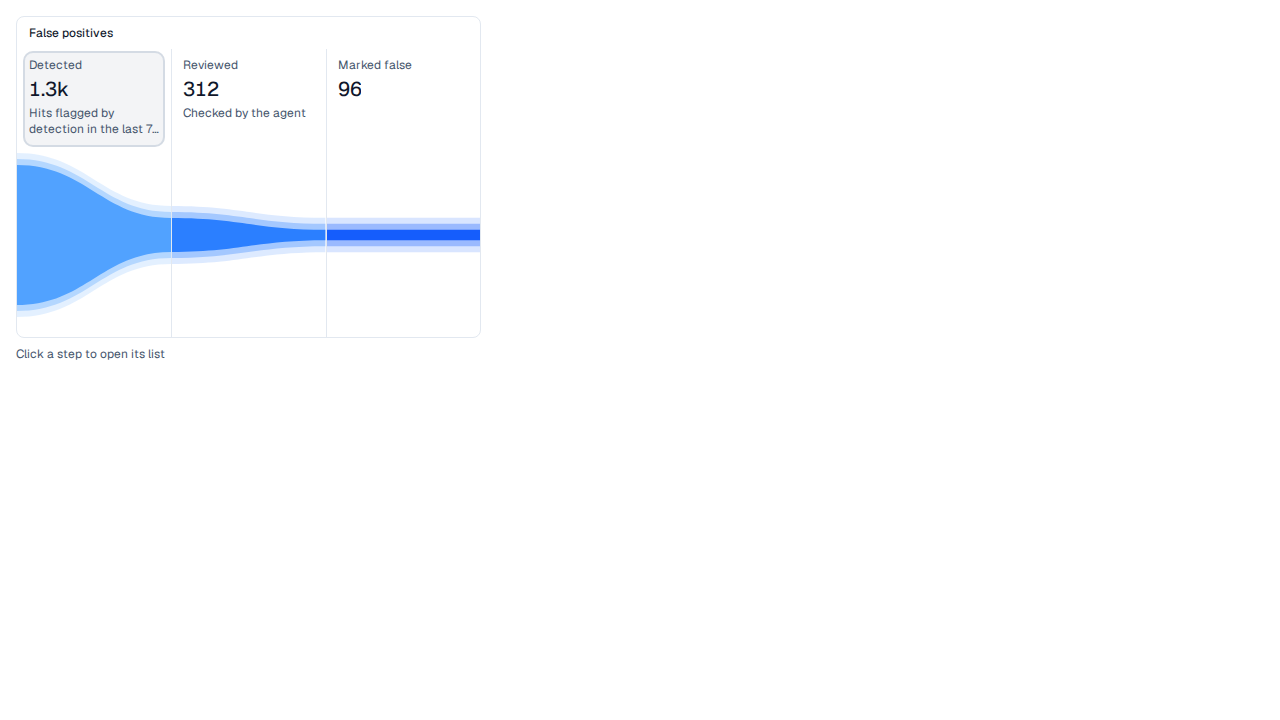 False positives
Detected
1.3k
Hits flagged by
detection in the last 7…
Reviewed
312
Checked by the agent
Marked false
96
Click a step to open its list